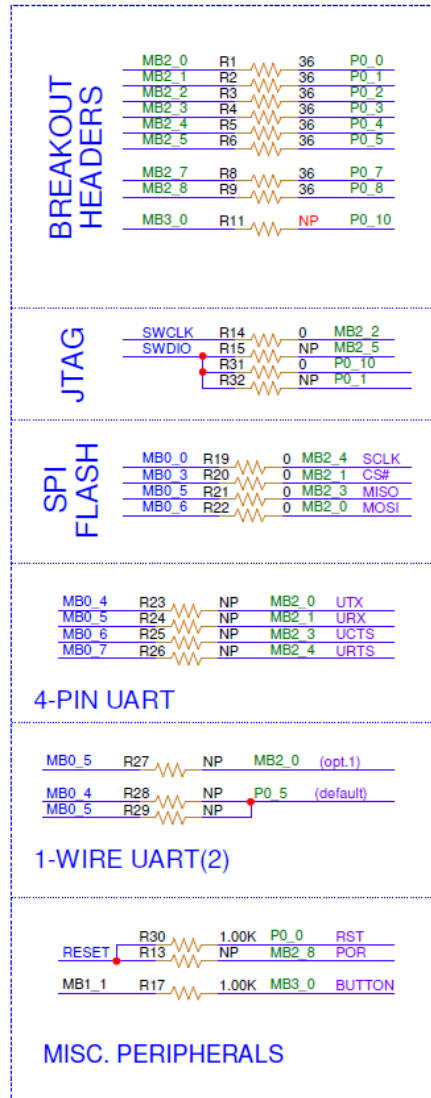 BREAKOUT
HEADERS
MB2_0 R1 36 P0_0
MB2_1 R2 36 P0_1
MB2_2 R3 36 P0_2
MB2_3 R4 36 P0_3
MB2_4 R5 36 P0_4
MB2_5 R6 36 P0_5
MB2_7 R8 36 P0_7
MB2_8 R9 36 P0_8
MB3_0 R11 NP P0_10
JTAG
SWCLK R14 0 MB2_2
SWDIO R15 NP MB2_5
R31 0 P0_10
R32 NP P0_1
SPI
FLASH
MB0_0 R19 0 MB2_4 SCLK
MB0_3 R20 0 MB2_1 CS#
MB0_5 R21 0 MB2_3 MISO
MB0_6 R22 0 MB2_0 MOSI
MB0_4 R23 NP MB2_0 UTX
MB0_5 R24 NP MB2_1 URX
MB0_6 R25 NP MB2_3 UCTS
MB0_7 R26 NP MB2_4 URTS
4-PIN UART
MB0_5 R27 NP MB2_0 (opt.1)
MB0_4 R28 NP P0_5 (default)
MB0_5 R29 NP
1-WIRE UART(2)
R30 1.00K P0_0 RST
RESET R13 NP MB2_8 POR
MB1_1 R17 1.00K MB3_0 BUTTON
MISC. PERIPHERALS